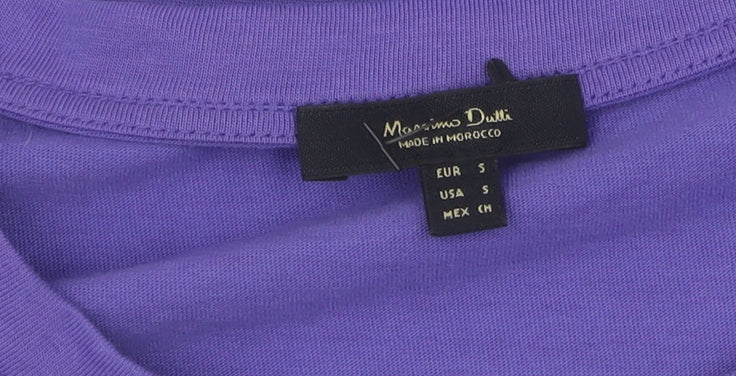 Massimo Dutti
MADE IN MOROCCO
EUR S
USA S
MEX CH